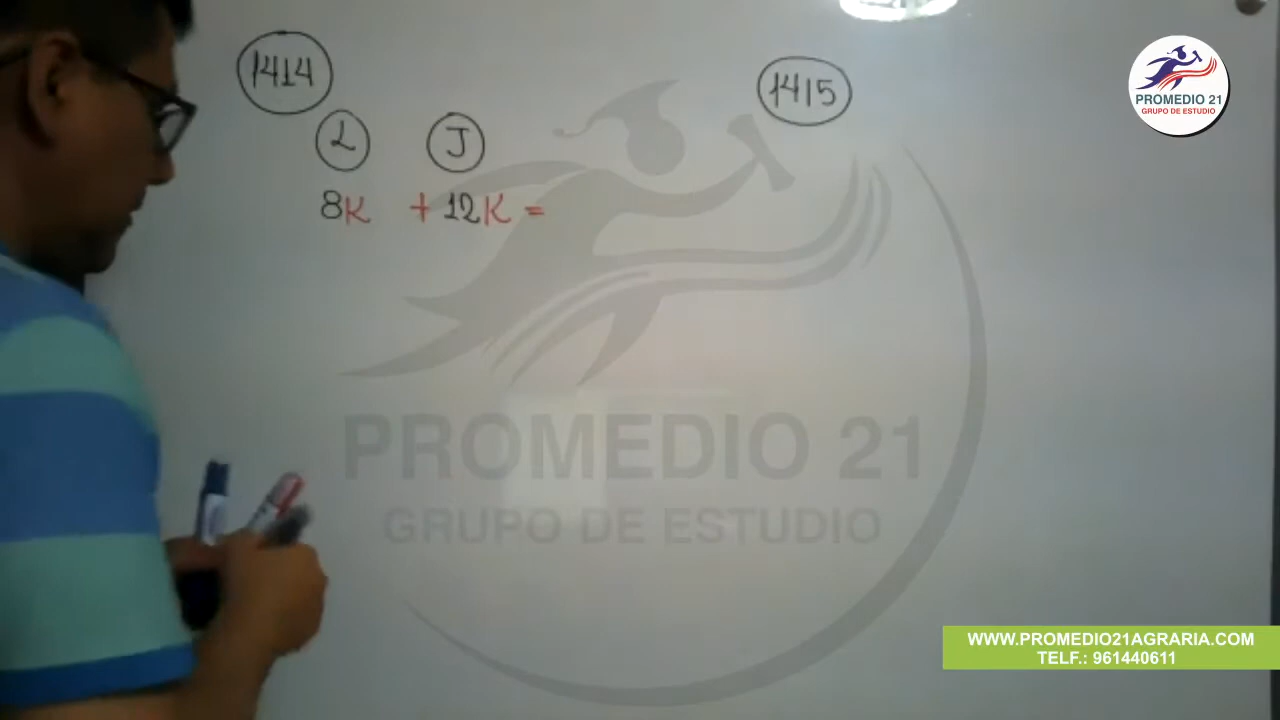 1414
1415
L J
8K + 12K =
PROMEDIO 21
GRUPO DE ESTUDIO
PROMEDIO 21
GRUPO DE ESTUDIO
WWW.PROMEDIO21AGRARIA.COM
TELF.: 961440611